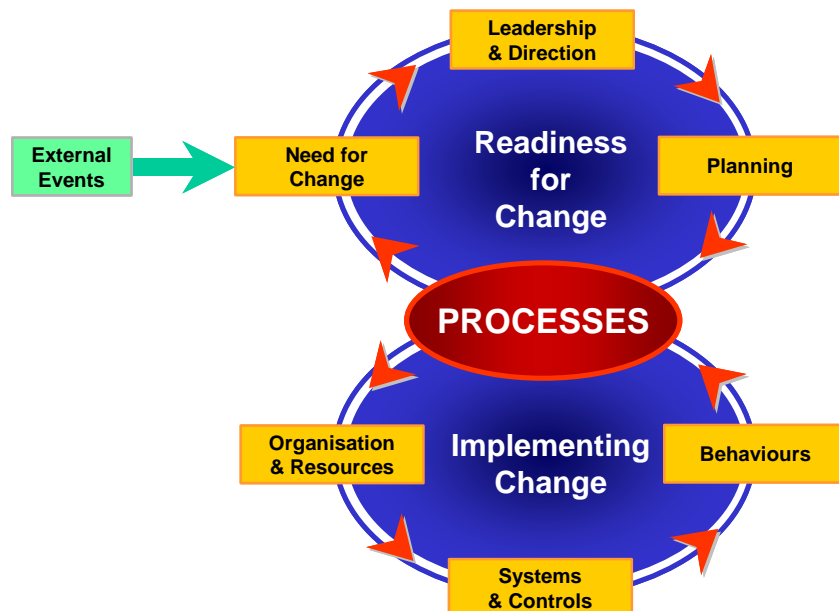 Leadership
& Direction
External
Events
Need for
Change
Readiness
for
Change
Planning
PROCESSES
Organisation
& Resources
Implementing
Change
Behaviours
Systems
& Controls